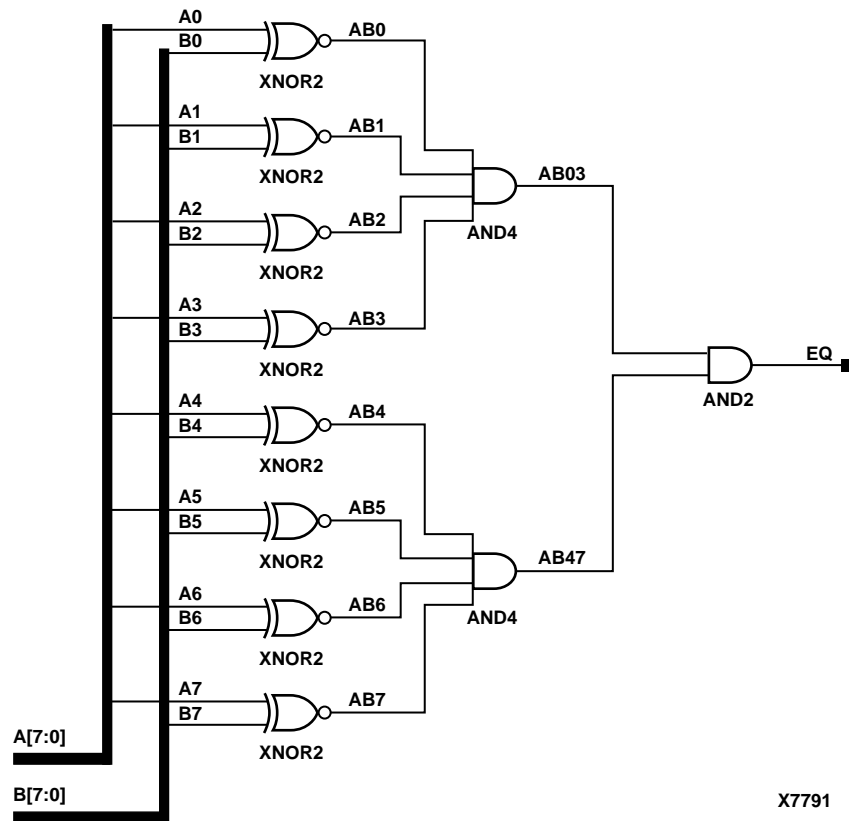 A0
B0
AB0
XNOR2
A1
B1
AB1
XNOR2
A2
B2
AB2
XNOR2
A3
B3
AB3
XNOR2
AB03
AND4
A4
B4
AB4
XNOR2
A5
B5
AB5
XNOR2
A6
B6
AB6
XNOR2
A7
B7
AB7
XNOR2
AB47
AND4
EQ
AND2
A[7:0]
B[7:0]
X7791